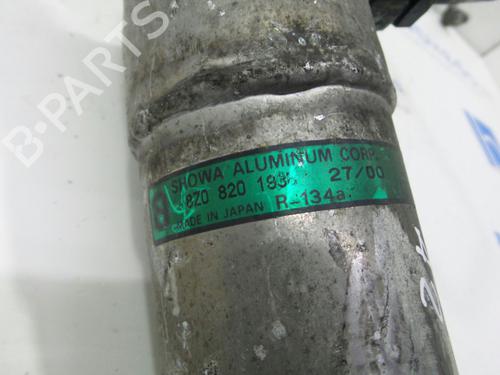 B-PARTS
SHOWA ALUMINUM CORP.
8Z0 820 193 27/00
MADE IN JAPAN R-134a